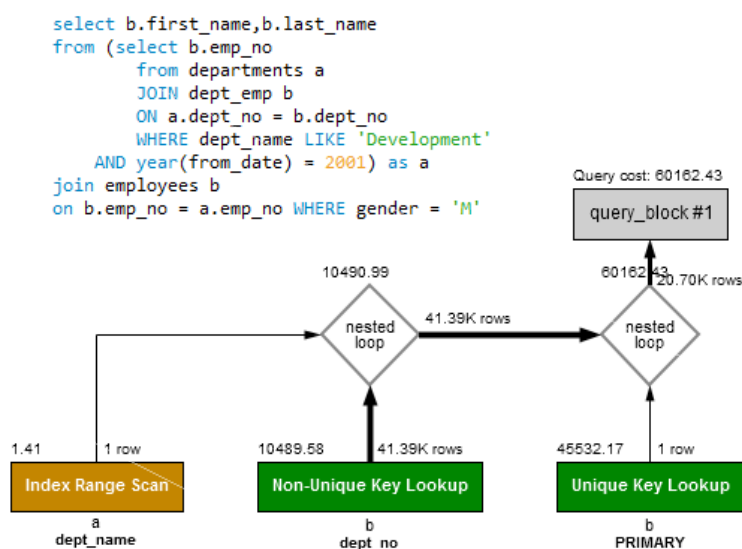 select b.first_name,b.last_name
from (select b.emp_no
from departments a
JOIN dept_emp b
ON a.dept_no = b.dept_no
WHERE dept_name LIKE 'Development'
AND year(from_date) = 2001) as a
join employees b
on b.emp_no = a.emp_no WHERE gender = 'M'
Query cost: 60162.43
query_block #1
10490.99
60162.43
20.70K rows
nested
loop
41.39K rows
nested
loop
1.41
1 row
10489.58
41.39K rows
45532.17
1 row
Index Range Scan
Non-Unique Key Lookup
Unique Key Lookup
a
b
b
dept_name
dept_no
PRIMARY